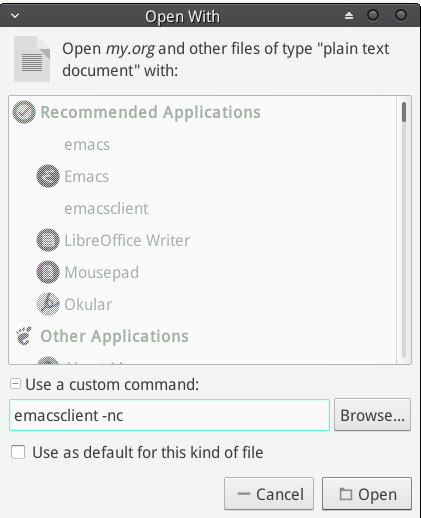 Open With
Open my.org and other files of type "plain text
document" with:
Recommended Applications
emacs
Emacs
emacsclient
LibreOffice Writer
Mousepad
Okular
Other Applications
Use a custom command:
emacsclient -nc
Browse...
Use as default for this kind of file
Cancel
Open